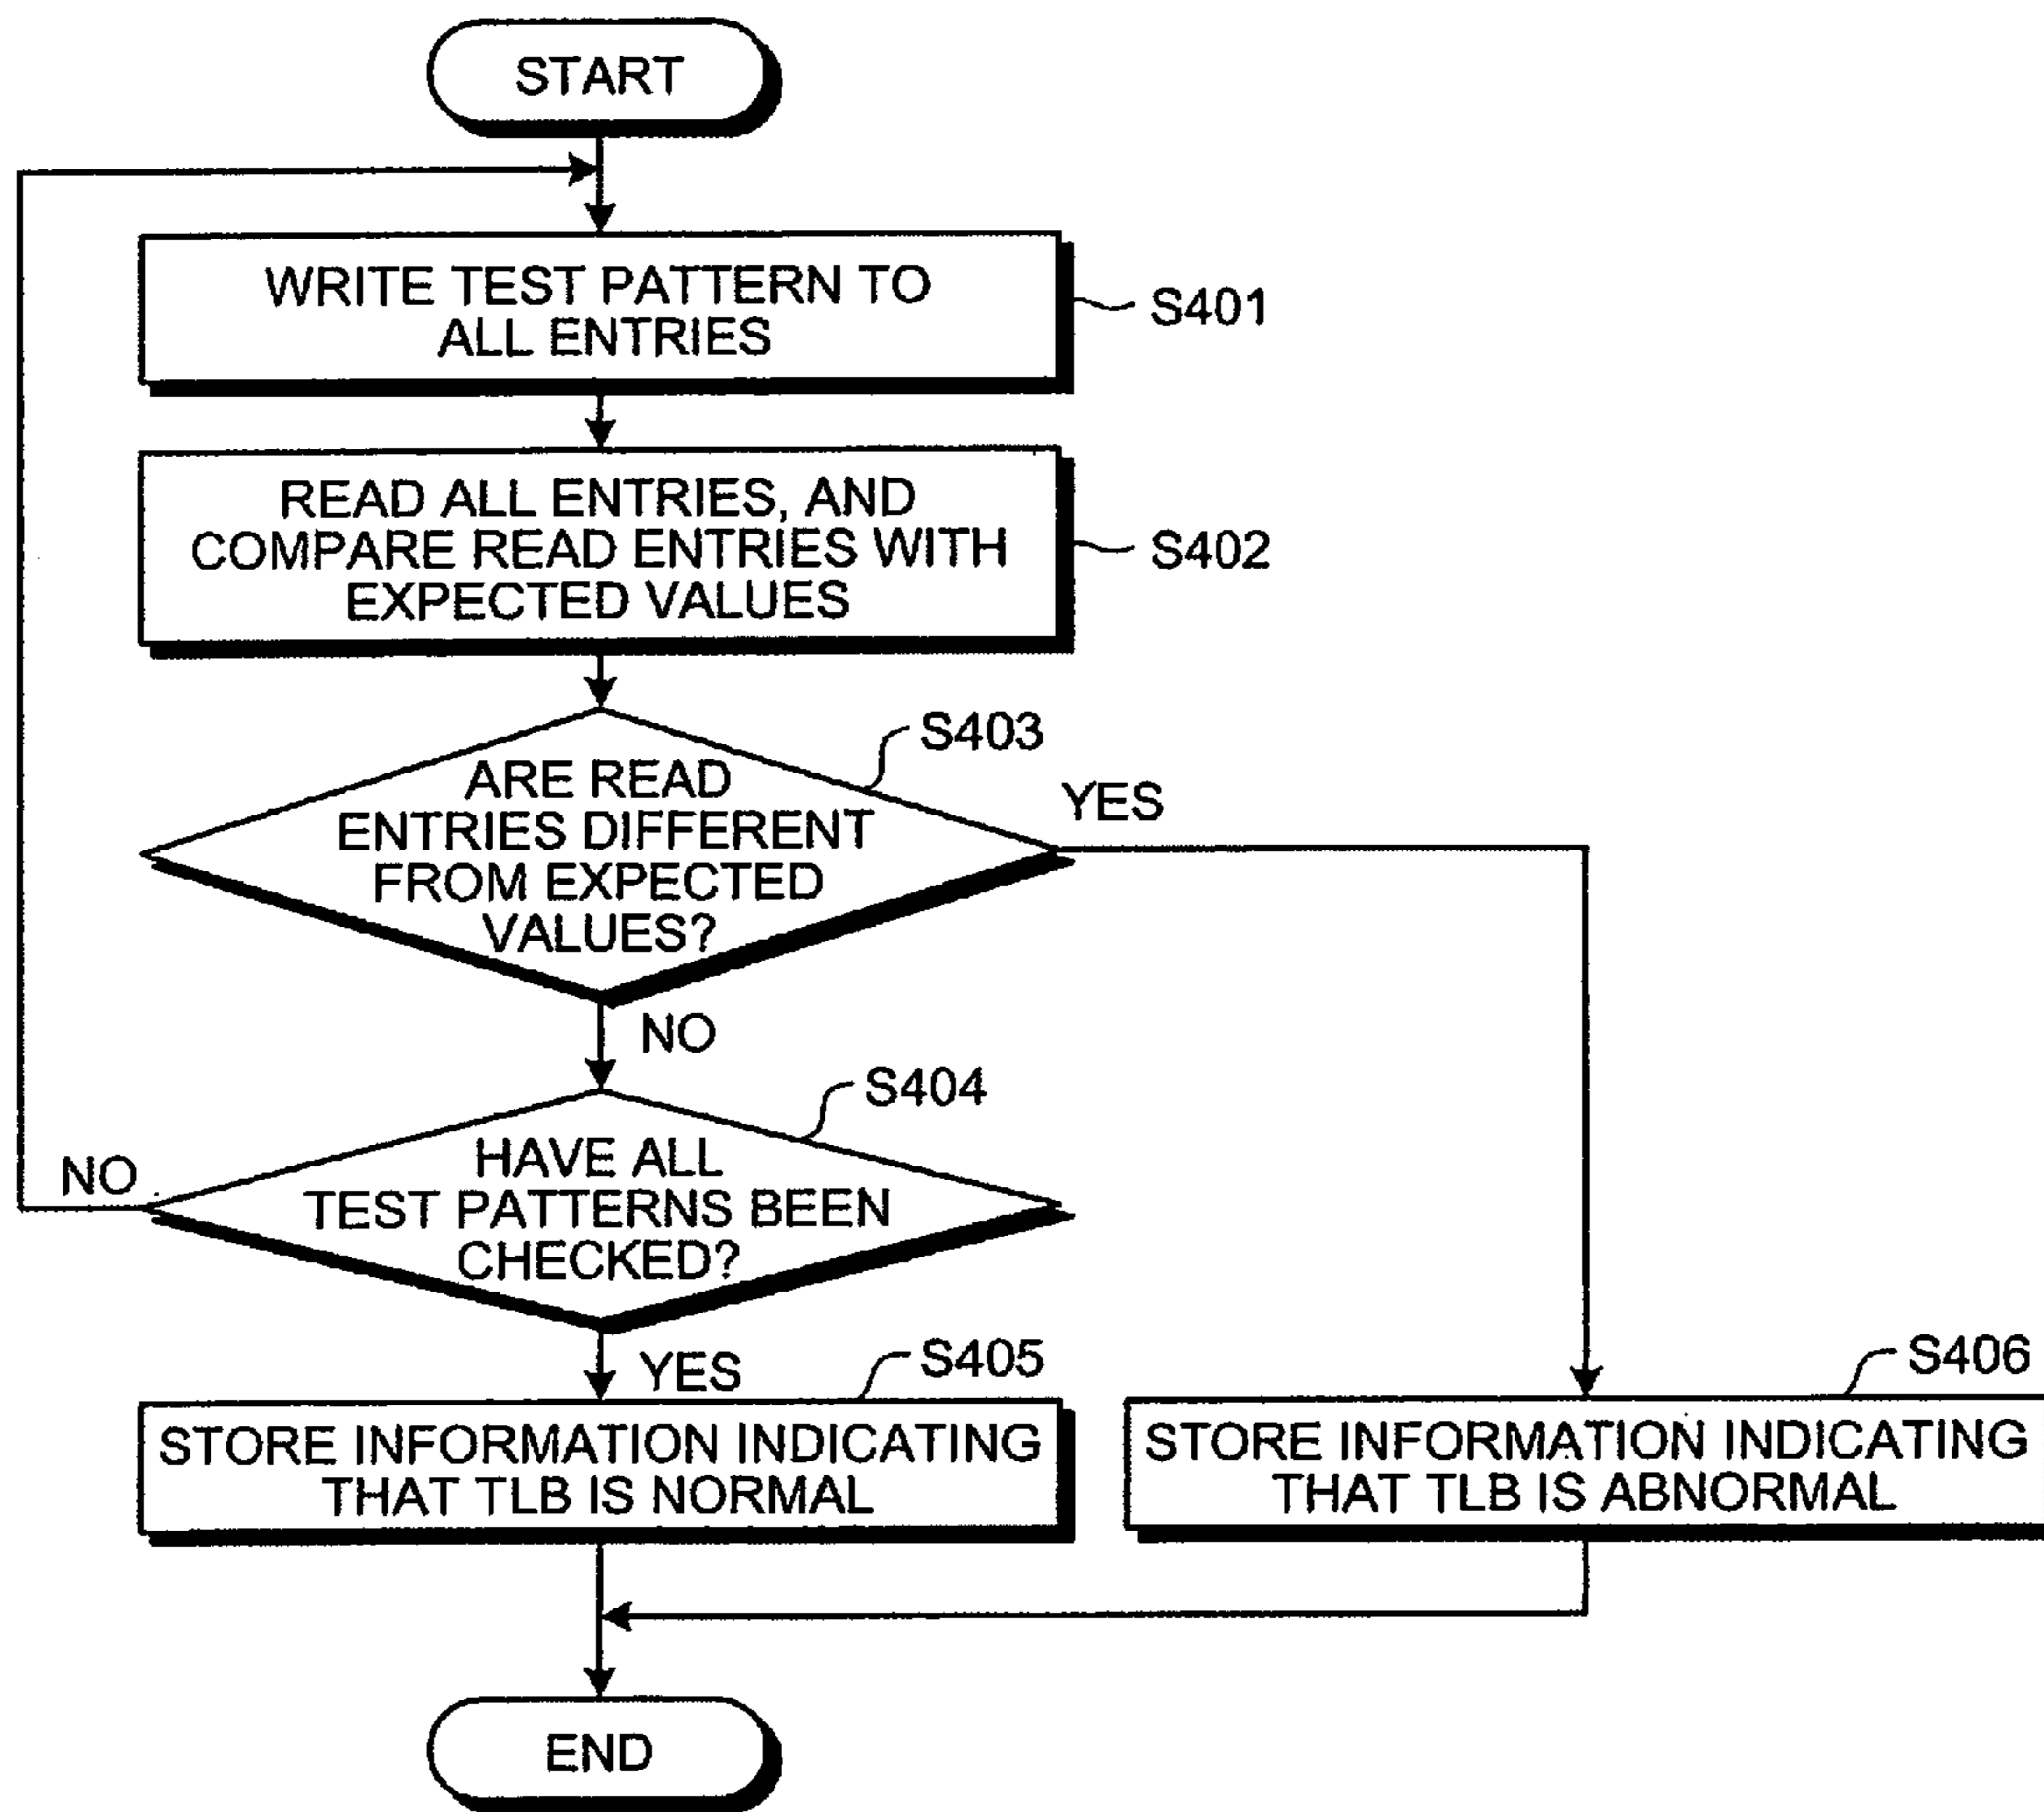 START
WRITE TEST PATTERN TO
ALL ENTRIES
S401
READ ALL ENTRIES, AND
COMPARE READ ENTRIES WITH
EXPECTED VALUES
S402
S403
ARE READ
ENTRIES DIFFERENT
FROM EXPECTED
VALUES?
YES
NO
S404
HAVE ALL
TEST PATTERNS BEEN
CHECKED?
NO
YES
S405
STORE INFORMATION INDICATING
THAT TLB IS NORMAL
S406
STORE INFORMATION INDICATING
THAT TLB IS ABNORMAL
END